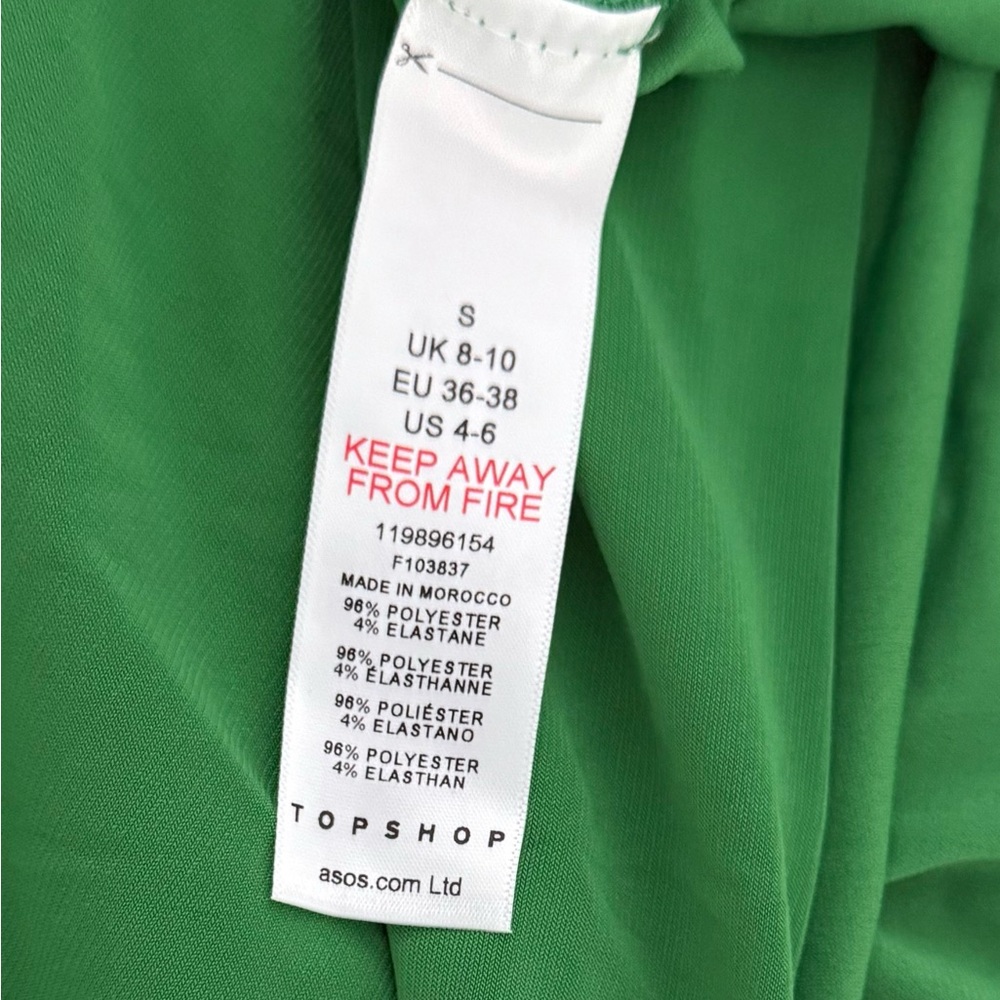 S
UK 8-10
EU 36-38
US 4-6
KEEP AWAY
FROM FIRE
119896154
F103837
MADE IN MOROCCO
96% POLYESTER
4% ELASTANE
96% POLYESTER
4% ÉLASTHANNE
96% POLIÉSTER
4% ELASTANO
96% POLYESTER
4% ELASTHAN
TOPSHOP
asos.com Ltd